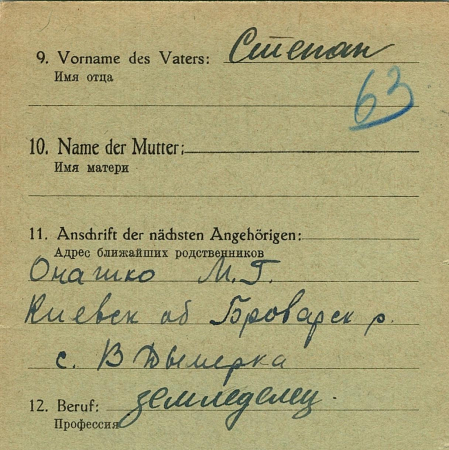 9. Vorname des Vaters: Степан
Имя отца
63
10. Name der Mutter:
Имя матери
11. Anschrift der nächsten Angehörigen:
Адрес ближайших родственников
Онашко М. Г.
Киевск об Броварск р.
с. В Дымерка
12. Beruf: земледелец.
Профессия